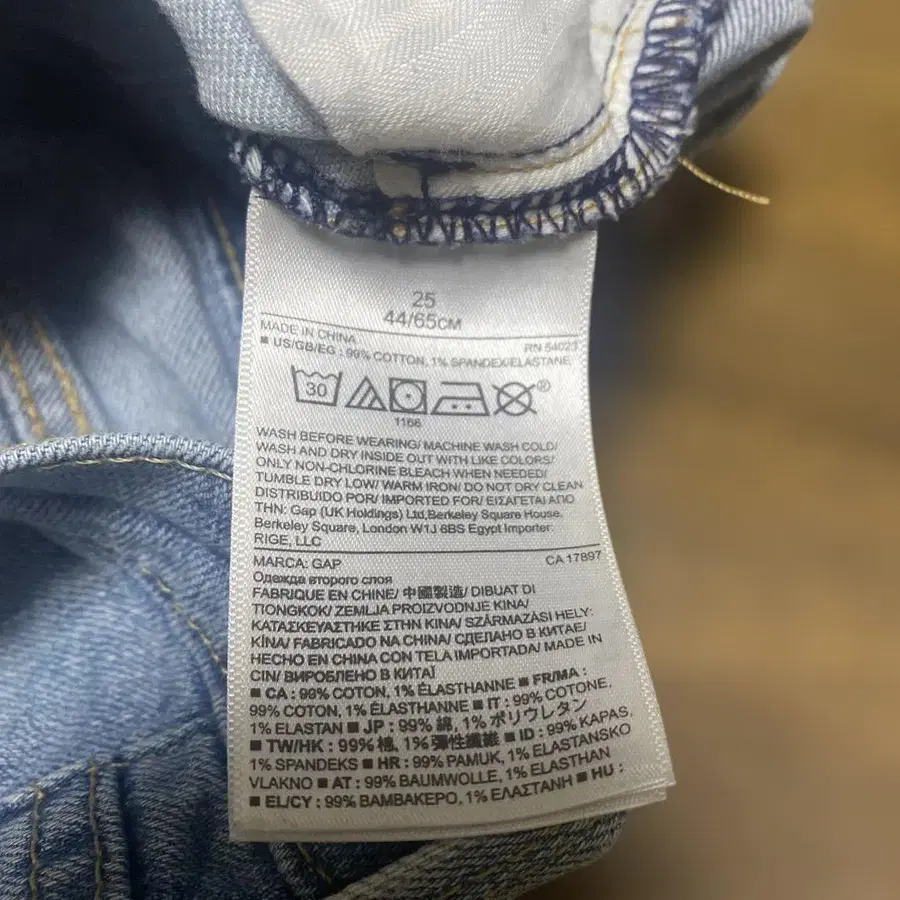 25
44/65CM
MADE IN CHINA RN 54023
■ US/GB/EG : 99% COTTON, 1% SPANDEX/ELASTANE
30
®
1166
WASH BEFORE WEARING/ MACHINE WASH COLD/
WASH AND DRY INSIDE OUT WITH LIKE COLORS/
ONLY NON-CHLORINE BLEACH WHEN NEEDED/
TUMBLE DRY LOW/ WARM IRON/ DO NOT DRY CLEAN
DISTRIBUIDO POR/ IMPORTED FOR/ ΕΙΣΑΓΕΤΑΙ ΑΠΟ
ΤΗΝ: Gap (UK Holdings) Ltd,Berkeley Square House,
Berkeley Square, London W1J 6BS Egypt Importer:
RIGE, LLC
MARCA: GAP CA 17897
Одежда второго слоя
FABRIQUÉ EN CHINE/ 中國製造/ DIBUAT DI
TIONGKOK/ ZEMLJA PROIZVODNJE KINA/
ΚΑΤΑΣΚΕΥΑΣΤΗΚΕ ΣΤΗΝ ΚΙΝΑ/ SZÁRMAZÁSI HELY:
KÍNA/ FABRICADO NA CHINA/ СДЕЛАНО В КИТАЕ/
HECHO EN CHINA CON TELA IMPORTADA/ MADE IN
CIN/ ВИРОБЛЕНО В КИТАЇ
■ CA : 99% COTTON, 1% ÉLASTHANNE ■ FR/MA :
99% COTON, 1% ÉLASTHANNE ■ IT : 99% COTONE,
1% ELASTAN ■ JP : 99% 綿, 1% ポリウレタン
■ TW/HK : 99% 棉, 1% 彈性纖維 ■ ID : 99% KAPAS,
1% SPANDEKS ■ HR : 99% PAMUK, 1% ELASTANSKO
VLAKNO ■ AT : 99% BAUMWOLLE, 1% ELASTHAN
■ EL/CY : 99% ΒΑΜΒΑΚΕΡΟ, 1% ΕΛΑΣΤΑΝΗ ■ HU :